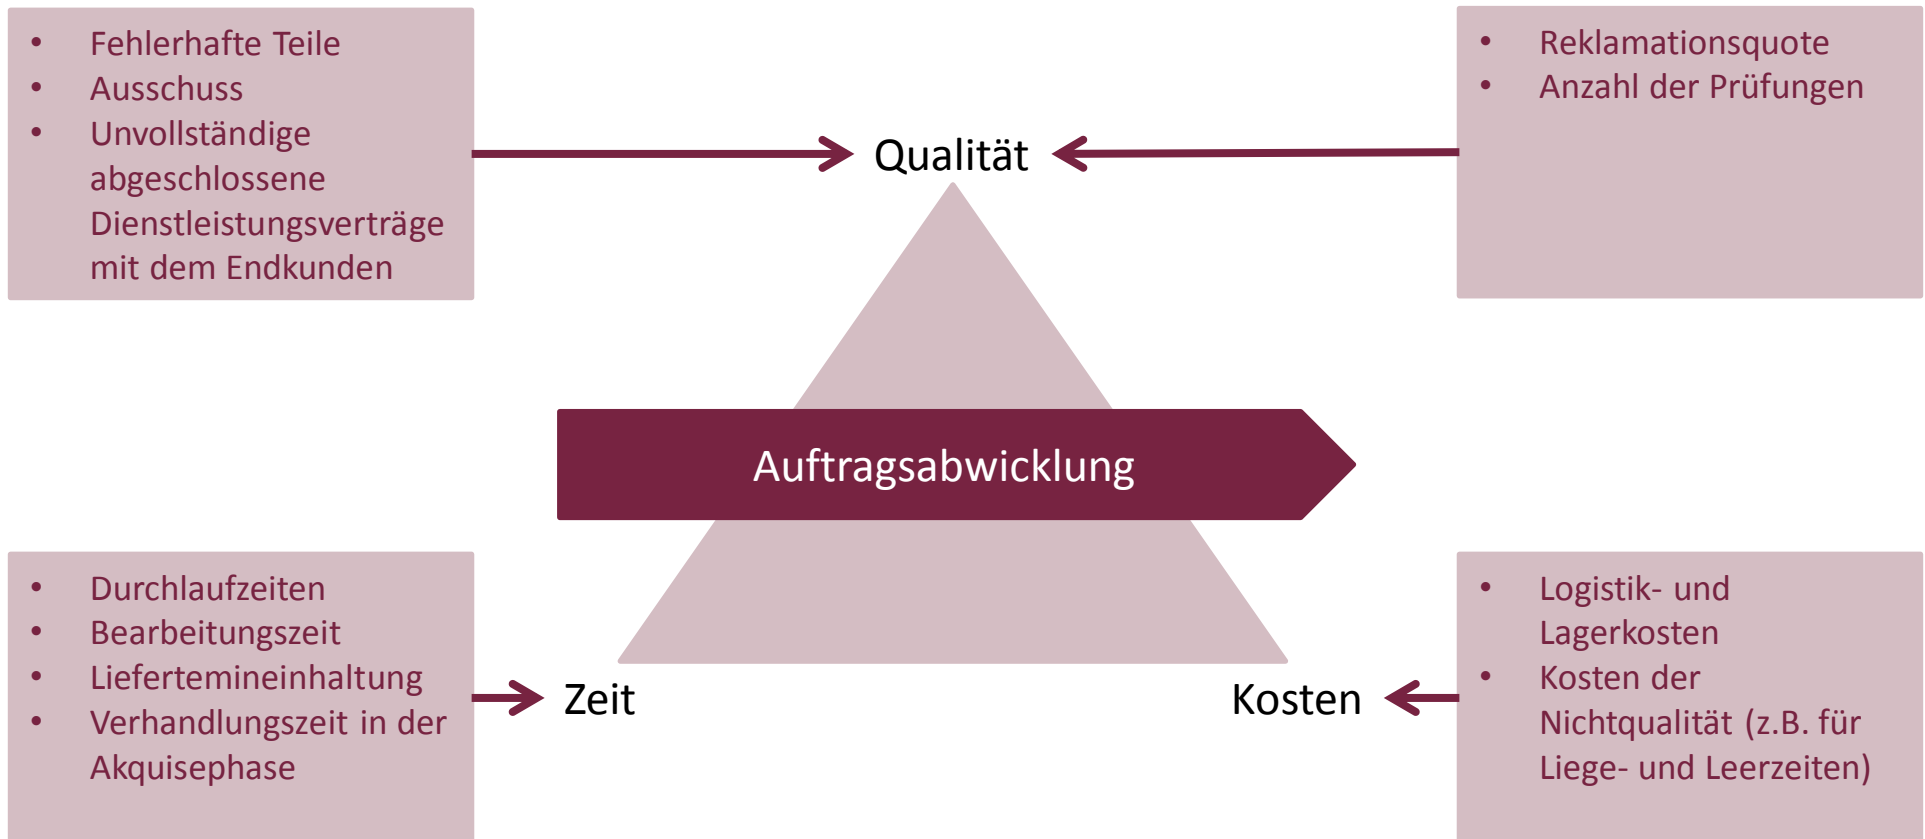 • Fehlerhafte Teile
• Ausschuss
• Unvollständige
abgeschlossene
Dienstleistungsverträge
mit dem Endkunden
• Reklamationsquote
• Anzahl der Prüfungen
Qualität
Auftragsabwicklung
• Durchlaufzeiten
• Bearbeitungszeit
• Liefertemineinhaltung
• Verhandlungszeit in der
Akquisephase
Zeit
Kosten
• Logistik- und
Lagerkosten
• Kosten der
Nichtqualität (z.B. für
Liege- und Leerzeiten)